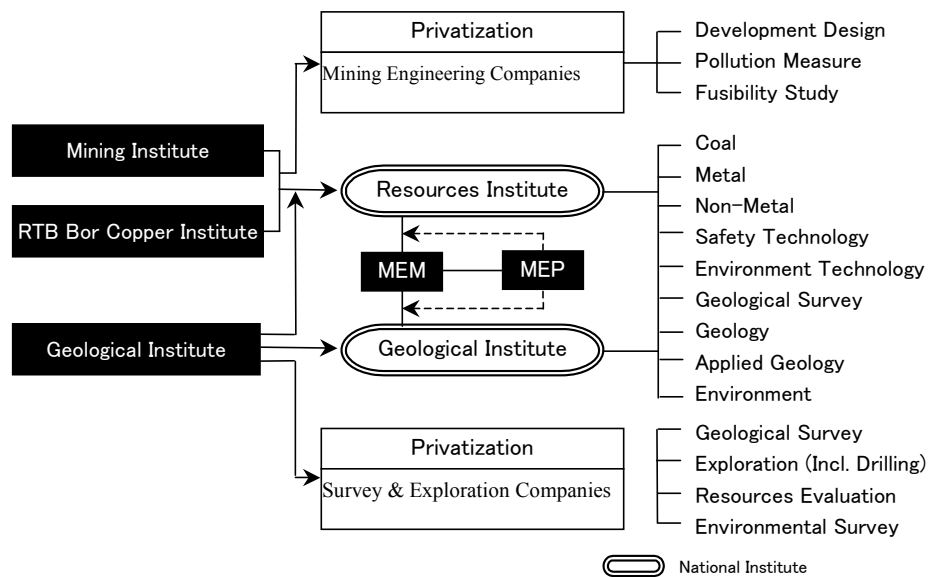 Privatization
Mining Engineering Companies
Development Design
Pollution Measure
Fusibility Study
Mining Institute
RTB Bor Copper Institute
Geological Institute
Resources Institute
MEM
MEP
Geological Institute
Coal
Metal
Non-Metal
Safety Technology
Environment Technology
Geological Survey
Geology
Applied Geology
Environment
Privatization
Survey & Exploration Companies
Geological Survey
Exploration (Incl. Drilling)
Resources Evaluation
Environmental Survey
National Institute